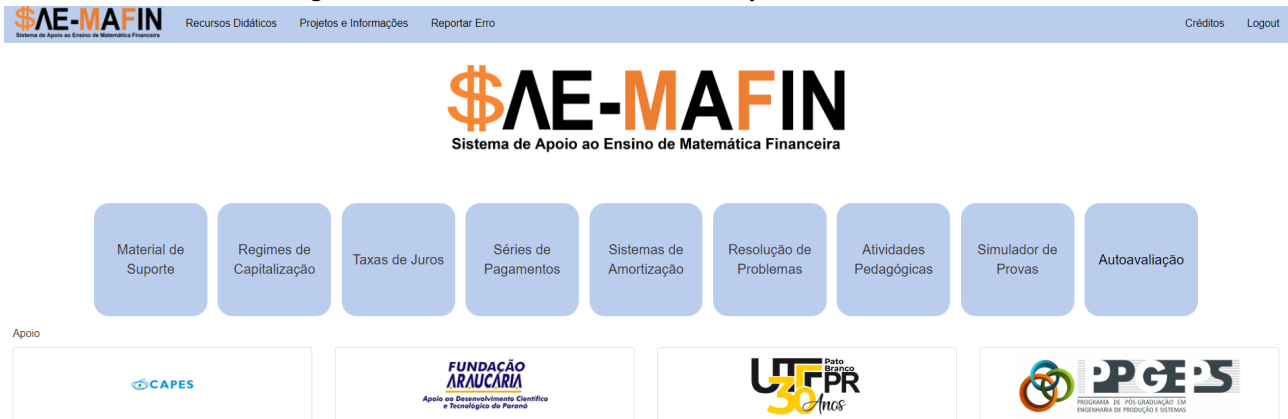 $AE-MAFIN
Sistema de Apoio ao Ensino de Matemática Financeira
Recursos Didáticos
Projetos e Informações
Reportar Erro
Créditos
Logout
$AE-MAFIN
Sistema de Apoio ao Ensino de Matemática Financeira
Material de
Suporte
Regimes de
Capitalização
Taxas de Juros
Séries de
Pagamentos
Sistemas de
Amortização
Resolução de
Problemas
Atividades
Pedagógicas
Simulador de
Provas
Autoavaliação
Apoio
CAPES
FUNDAÇÃO
ARAUCÁRIA
Apoio ao Desenvolvimento Científico
e Tecnológico do Paraná
UTFPR
Pato
Branco
30
Anos
PPGEPS
PROGRAMA DE PÓS-GRADUAÇÃO EM
ENGENHARIA DE PRODUÇÃO E SISTEMAS